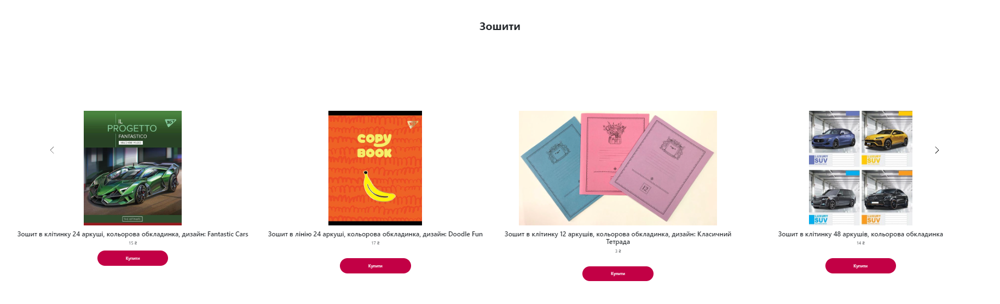 Зошити
IL
PROGETTO
FANTASTICO
THE ULTIMATE
COPY
BOOK
12
LUXURY
SUV
LUXURY
SUV
LUXURY
SUV
LUXURY
SUV
Зошит в клітинку 24 аркуші, кольорова обкладинка, дизайн: Fantastic Cars
15 ₴
Купити
Зошит в лінію 24 аркуші, кольорова обкладинка, дизайн: Doodle Fun
17 ₴
Купити
Зошит в клітинку 12 аркушів, кольорова обкладинка, дизайн: Класичний
Тетрада
3 ₴
Купити
Зошит в клітинку 48 аркушів, кольорова обкладинка
14 ₴
Купити